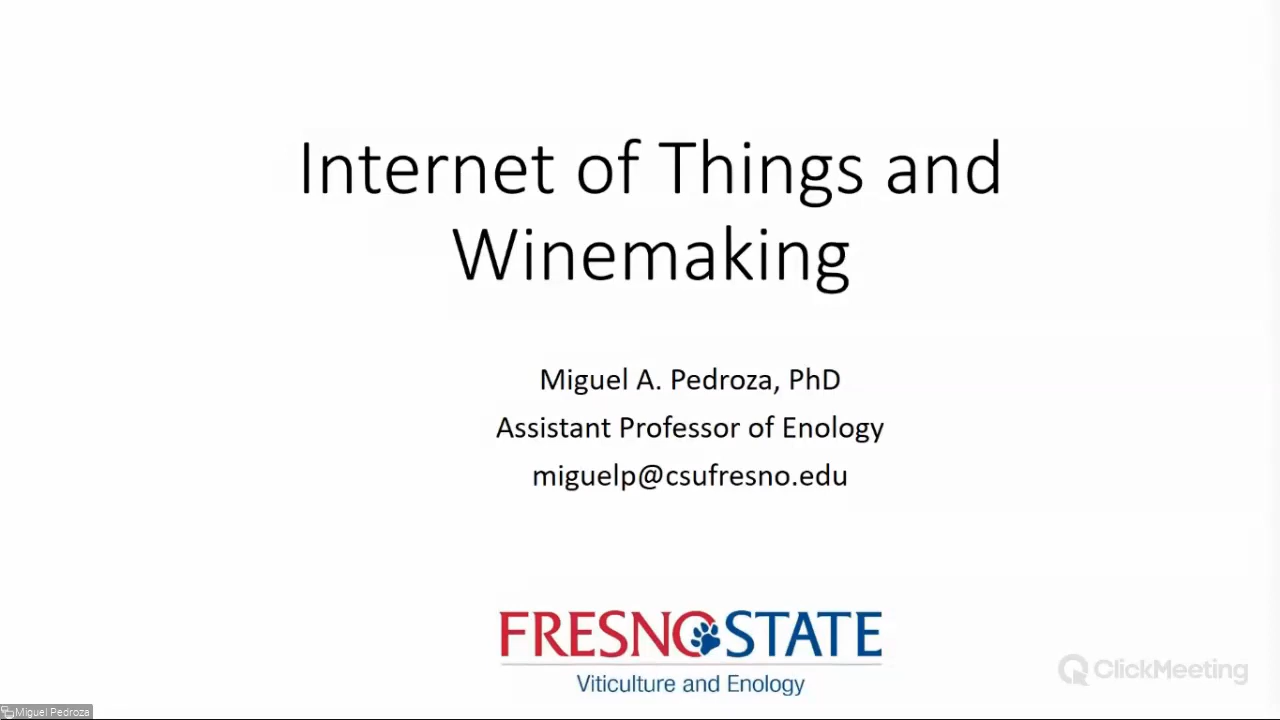 Internet of Things and
Winemaking
Miguel A. Pedroza, PhD
Assistant Professor of Enology
miguelp@csufresno.edu
FRESNO STATE
Viticulture and Enology
ClickMeeting
Miguel Pedroza